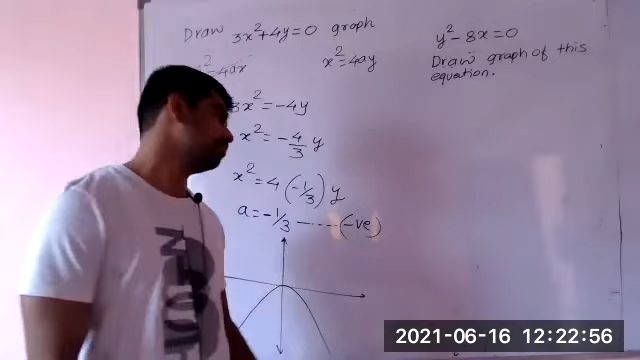 Draw 3x²+4y=0 graph
y²=4ax
x²=4ay
3x²=-4y
x²=-4/3 y
x²=4(-1/3)y
a=-1/3 ------(-ve)
y²-8x=0
Draw graph of this
equation.
2021-06-16 12:22:56